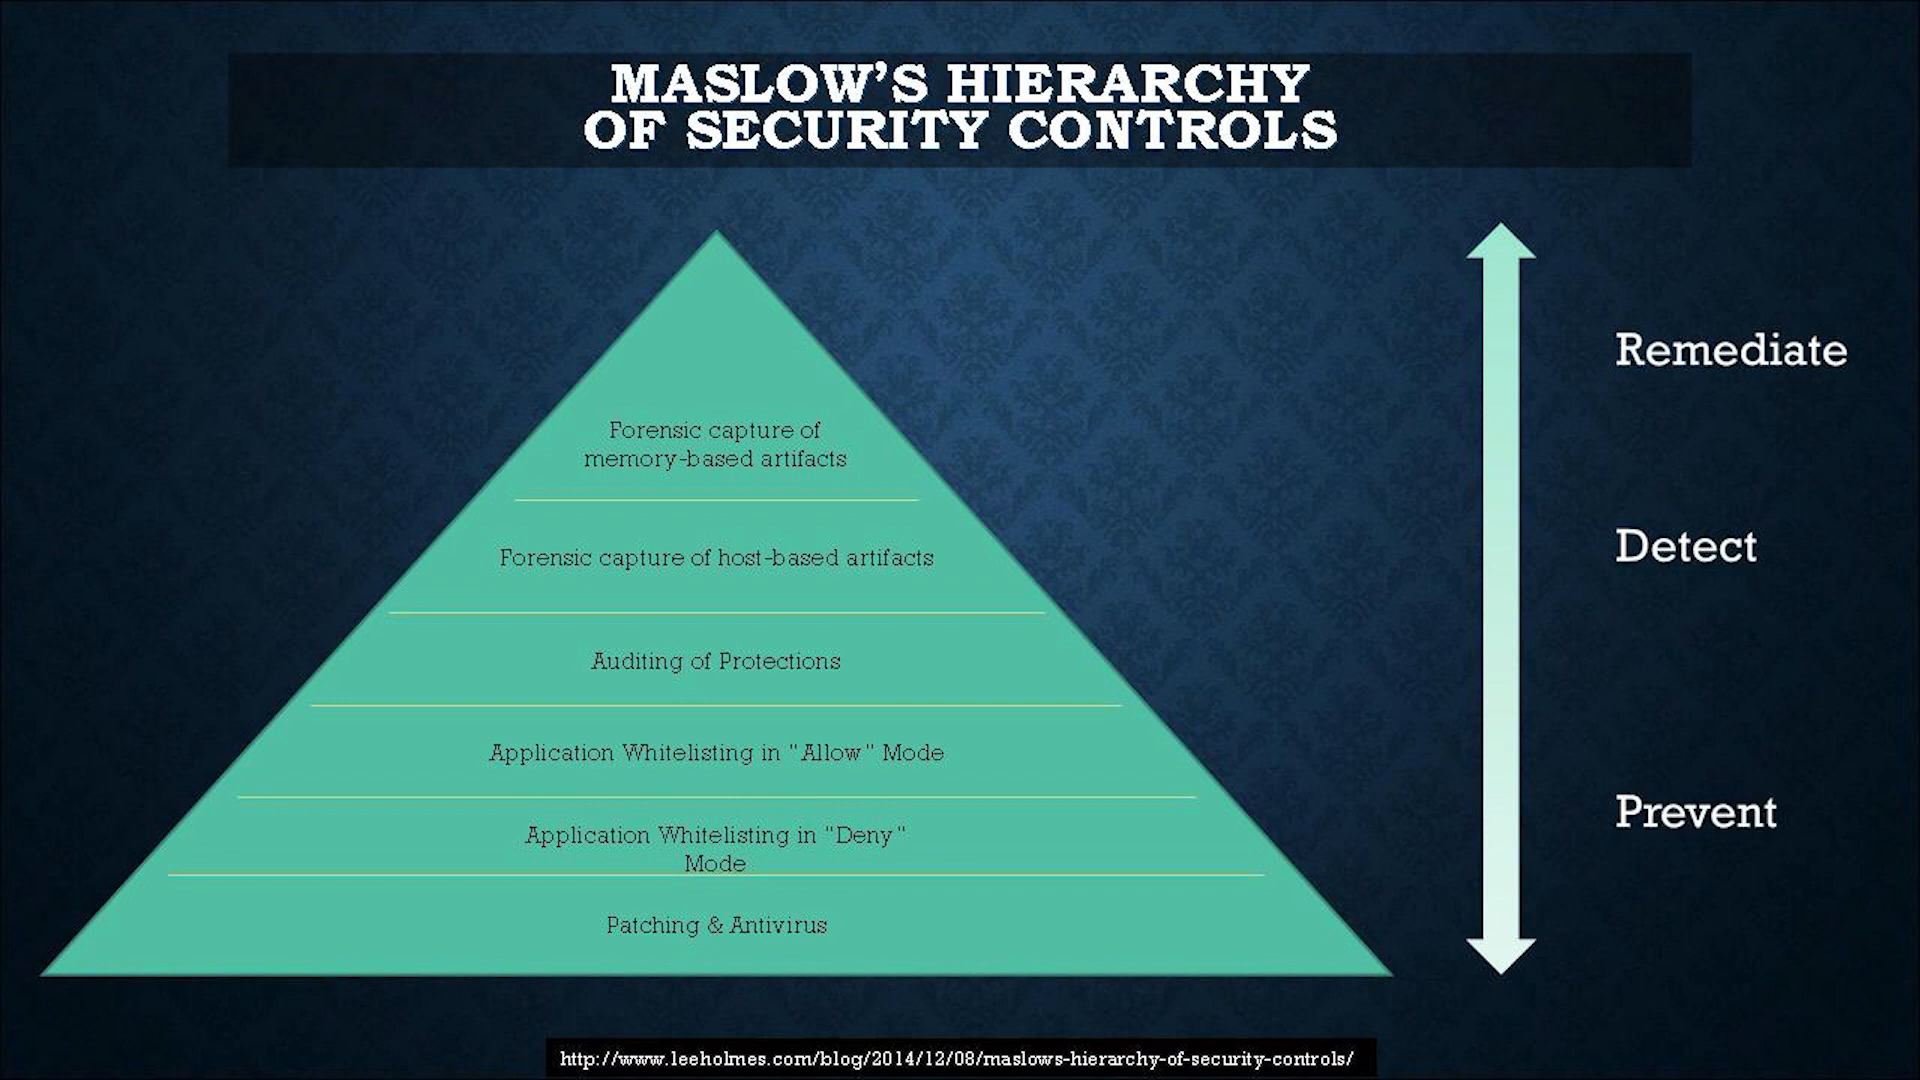 MASLOW'S HIERARCHY
OF SECURITY CONTROLS
Forensic capture of
memory-based artifacts
Forensic capture of host-based artifacts
Auditing of Protections
Application Whitelisting in "Allow" Mode
Application Whitelisting in "Deny"
Mode
Patching & Antivirus
Remediate
Detect
Prevent
http://www.leeholmes.com/blog/2014/12/08/maslows-hierarchy-of-security-controls/